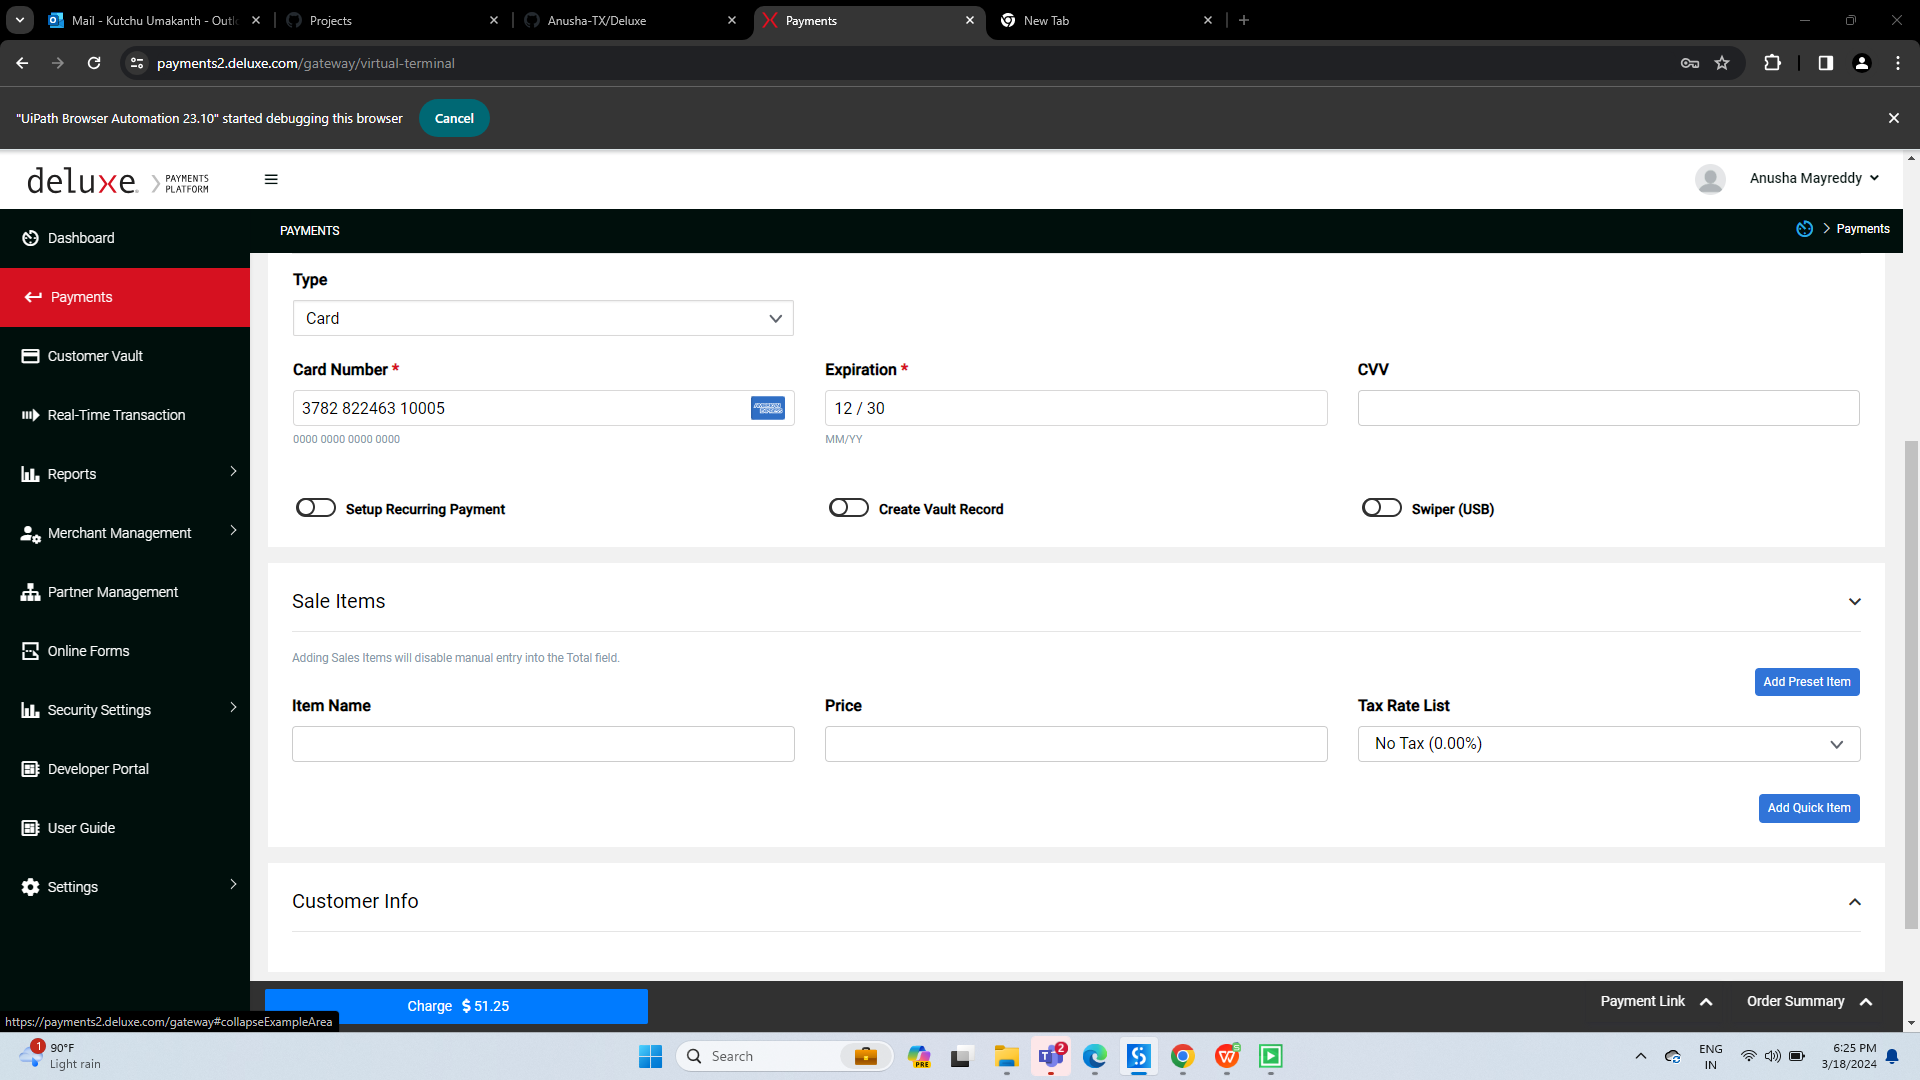 Mail - Kutchu Umakanth - Outl
Projects
Anusha-TX/Deluxe
Payments
New Tab
payments2.deluxe.com/gateway/virtual-terminal
"UiPath Browser Automation 23.10" started debugging this browser
Cancel
deluxe. PAYMENTS PLATFORM
Anusha Mayreddy
PAYMENTS
Payments
Dashboard
Payments
Customer Vault
Real-Time Transaction
Reports
Merchant Management
Partner Management
Online Forms
Security Settings
Developer Portal
User Guide
Settings
Type
Card
Card Number *
Expiration *
CVV
3782 822463 10005
AMERICAN EXPRESS
12 / 30
0000 0000 0000 0000
MM/YY
Setup Recurring Payment
Create Vault Record
Swiper (USB)
Sale Items
Adding Sales Items will disable manual entry into the Total field.
Add Preset Item
Item Name
Price
Tax Rate List
No Tax (0.00%)
Add Quick Item
Customer Info
Charge $ 51.25
Payment Link
Order Summary
https://payments2.deluxe.com/gateway#collapseExampleArea
1
90°F
Light rain
Search
PRE
2
ENG
IN
6:25 PM
3/18/2024